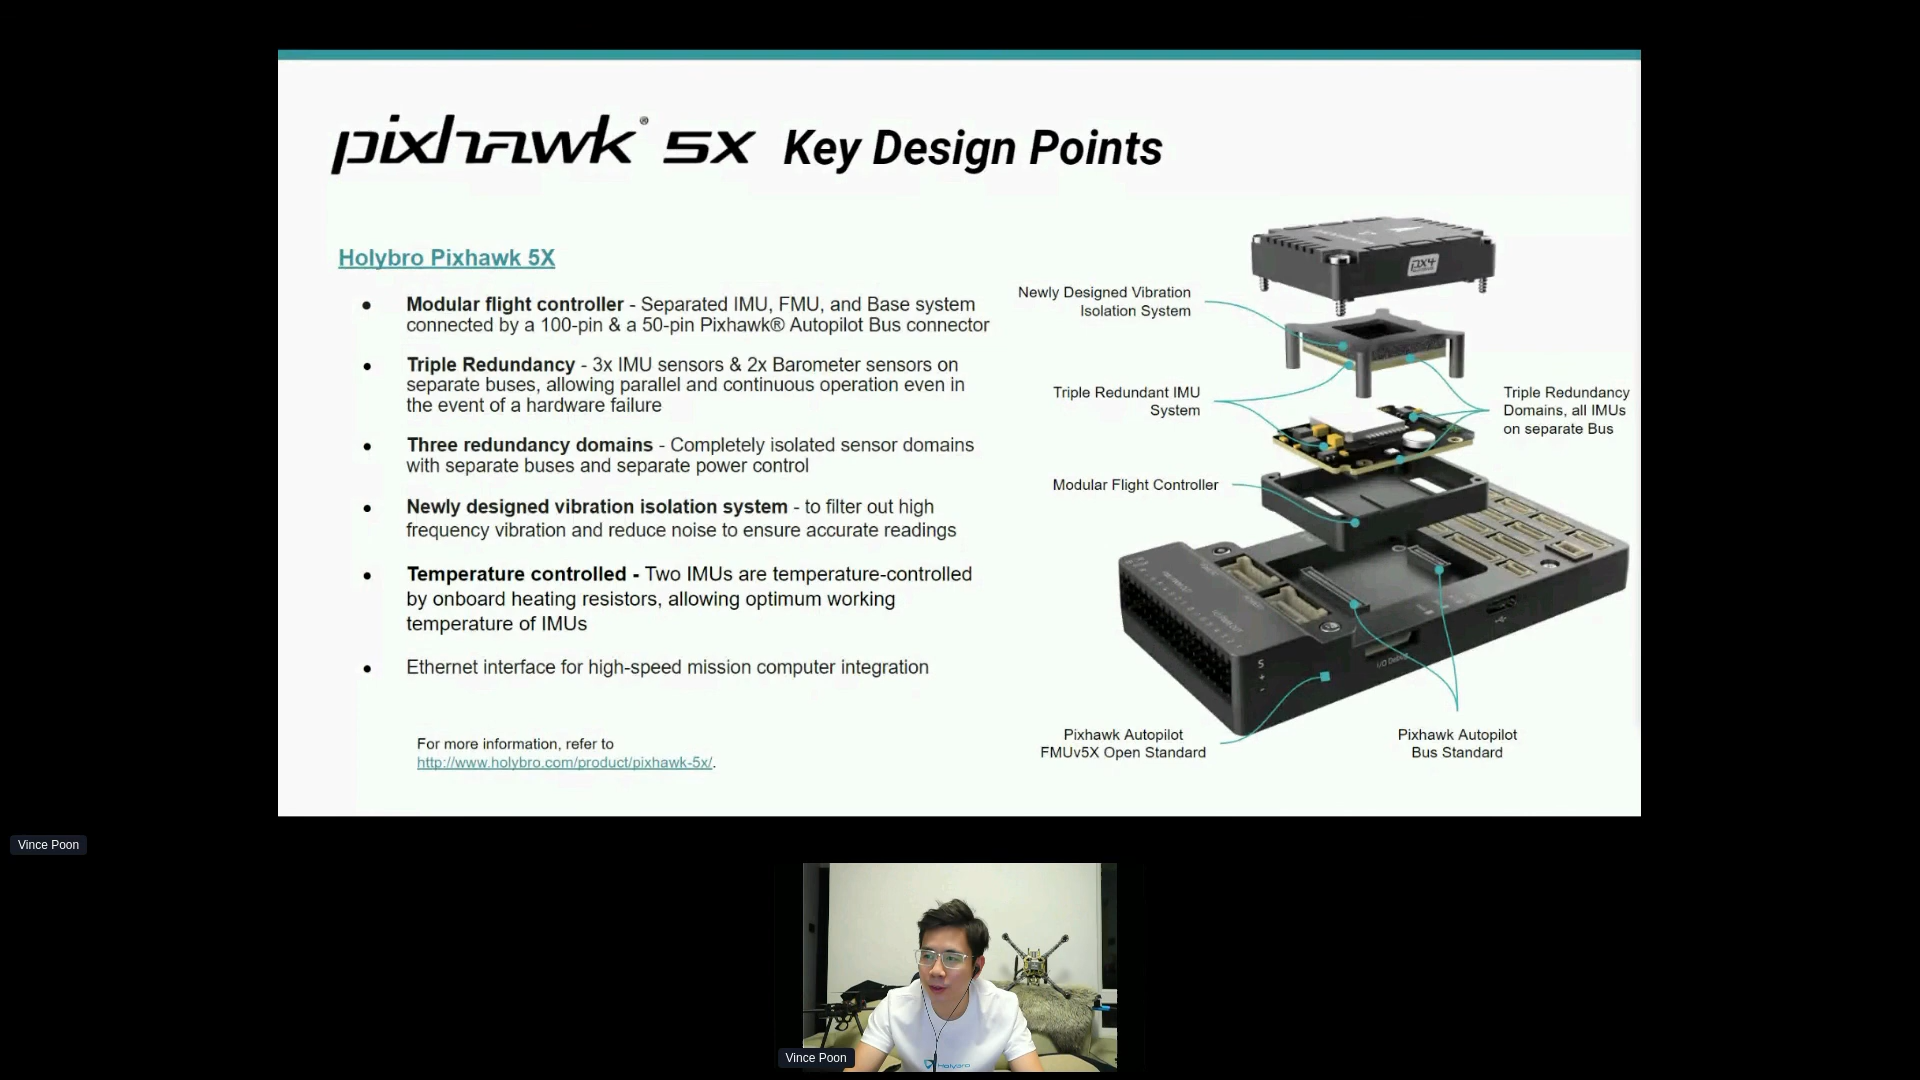 pixhawk® 5X Key Design Points
Holybro Pixhawk 5X
● Modular flight controller - Separated IMU, FMU, and Base system
connected by a 100-pin & a 50-pin Pixhawk® Autopilot Bus connector
● Triple Redundancy - 3x IMU sensors & 2x Barometer sensors on
separate buses, allowing parallel and continuous operation even in
the event of a hardware failure
● Three redundancy domains - Completely isolated sensor domains
with separate buses and separate power control
● Newly designed vibration isolation system - to filter out high
frequency vibration and reduce noise to ensure accurate readings
● Temperature controlled - Two IMUs are temperature-controlled
by onboard heating resistors, allowing optimum working
temperature of IMUs
● Ethernet interface for high-speed mission computer integration
For more information, refer to
http://www.holybro.com/product/pixhawk-5x/.
px4
Newly Designed Vibration
Isolation System
Triple Redundant IMU
System
Triple Redundancy
Domains, all IMUs
on separate Bus
Modular Flight Controller
I/O Debug
S
+
-
Pixhawk Autopilot
FMUv5X Open Standard
Pixhawk Autopilot
Bus Standard
Vince Poon
Vince Poon
Holybro